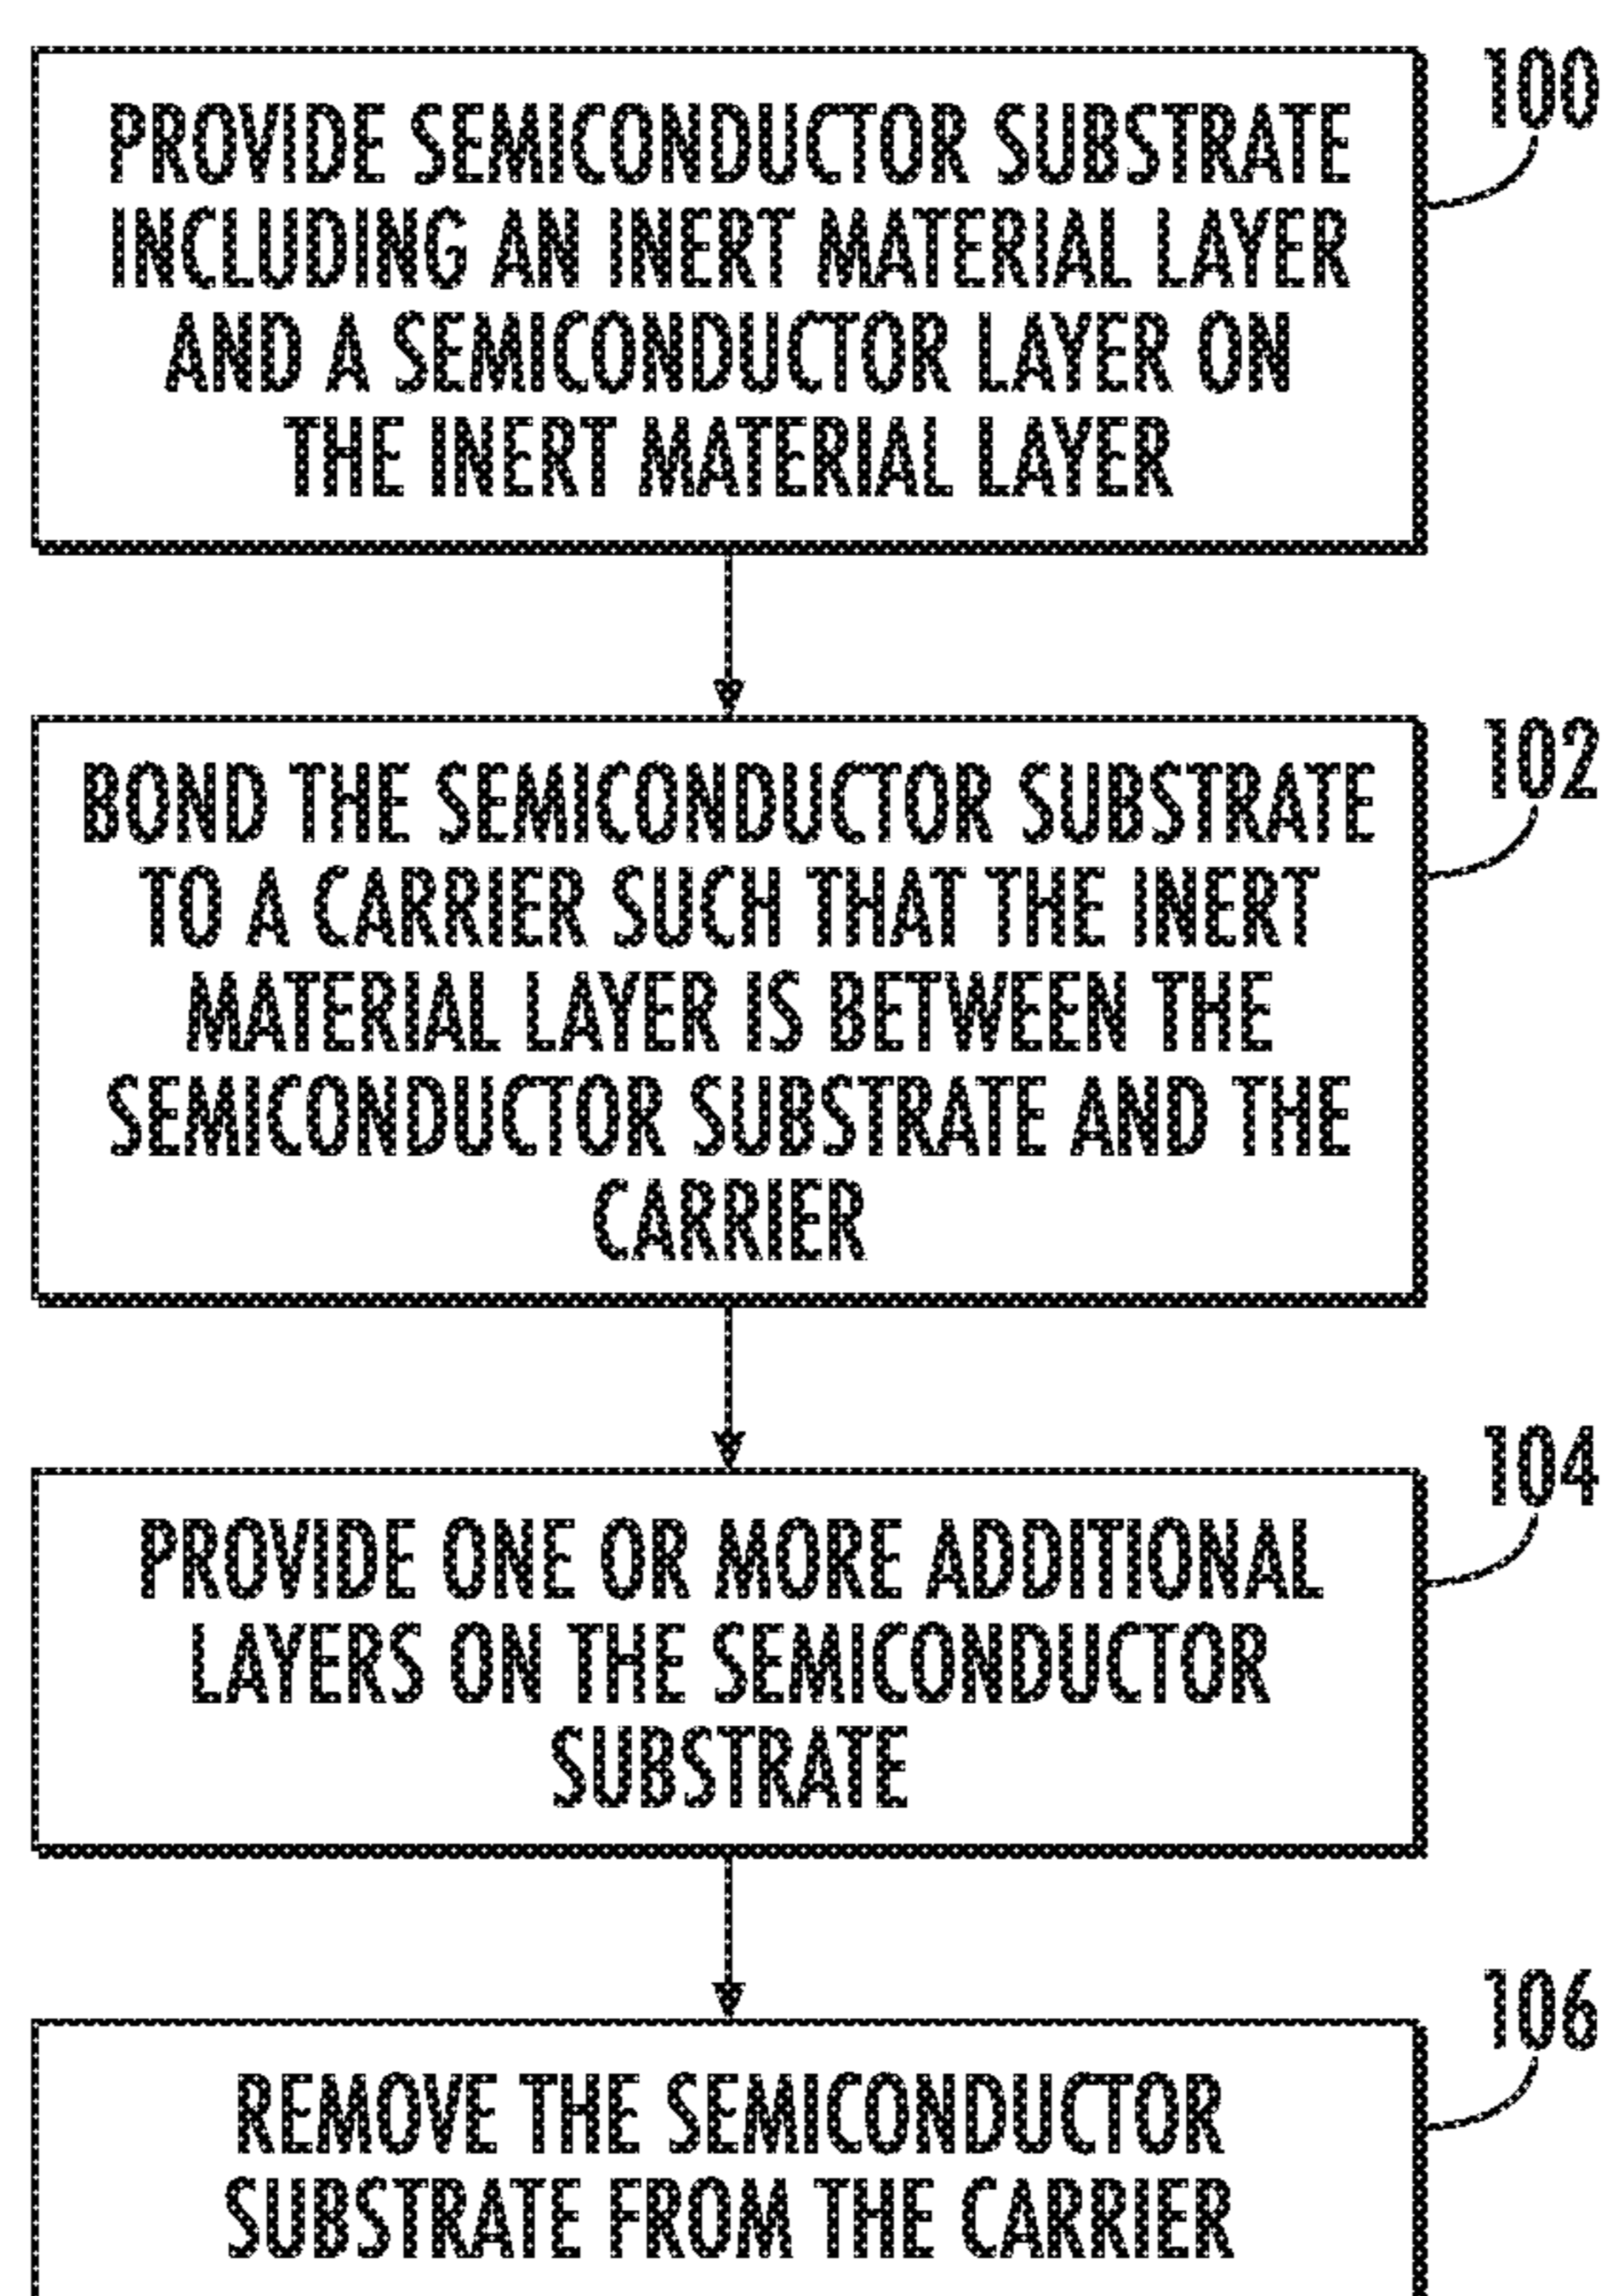 100
PROVIDE SEMICONDUCTOR SUBSTRATE
INCLUDING AN INERT MATERIAL LAYER
AND A SEMICONDUCTOR LAYER ON
THE INERT MATERIAL LAYER
102
BOND THE SEMICONDUCTOR SUBSTRATE
TO A CARRIER SUCH THAT THE INERT
MATERIAL LAYER IS BETWEEN THE
SEMICONDUCTOR SUBSTRATE AND THE
CARRIER
104
PROVIDE ONE OR MORE ADDITIONAL
LAYERS ON THE SEMICONDUCTOR
SUBSTRATE
106
REMOVE THE SEMICONDUCTOR
SUBSTRATE FROM THE CARRIER